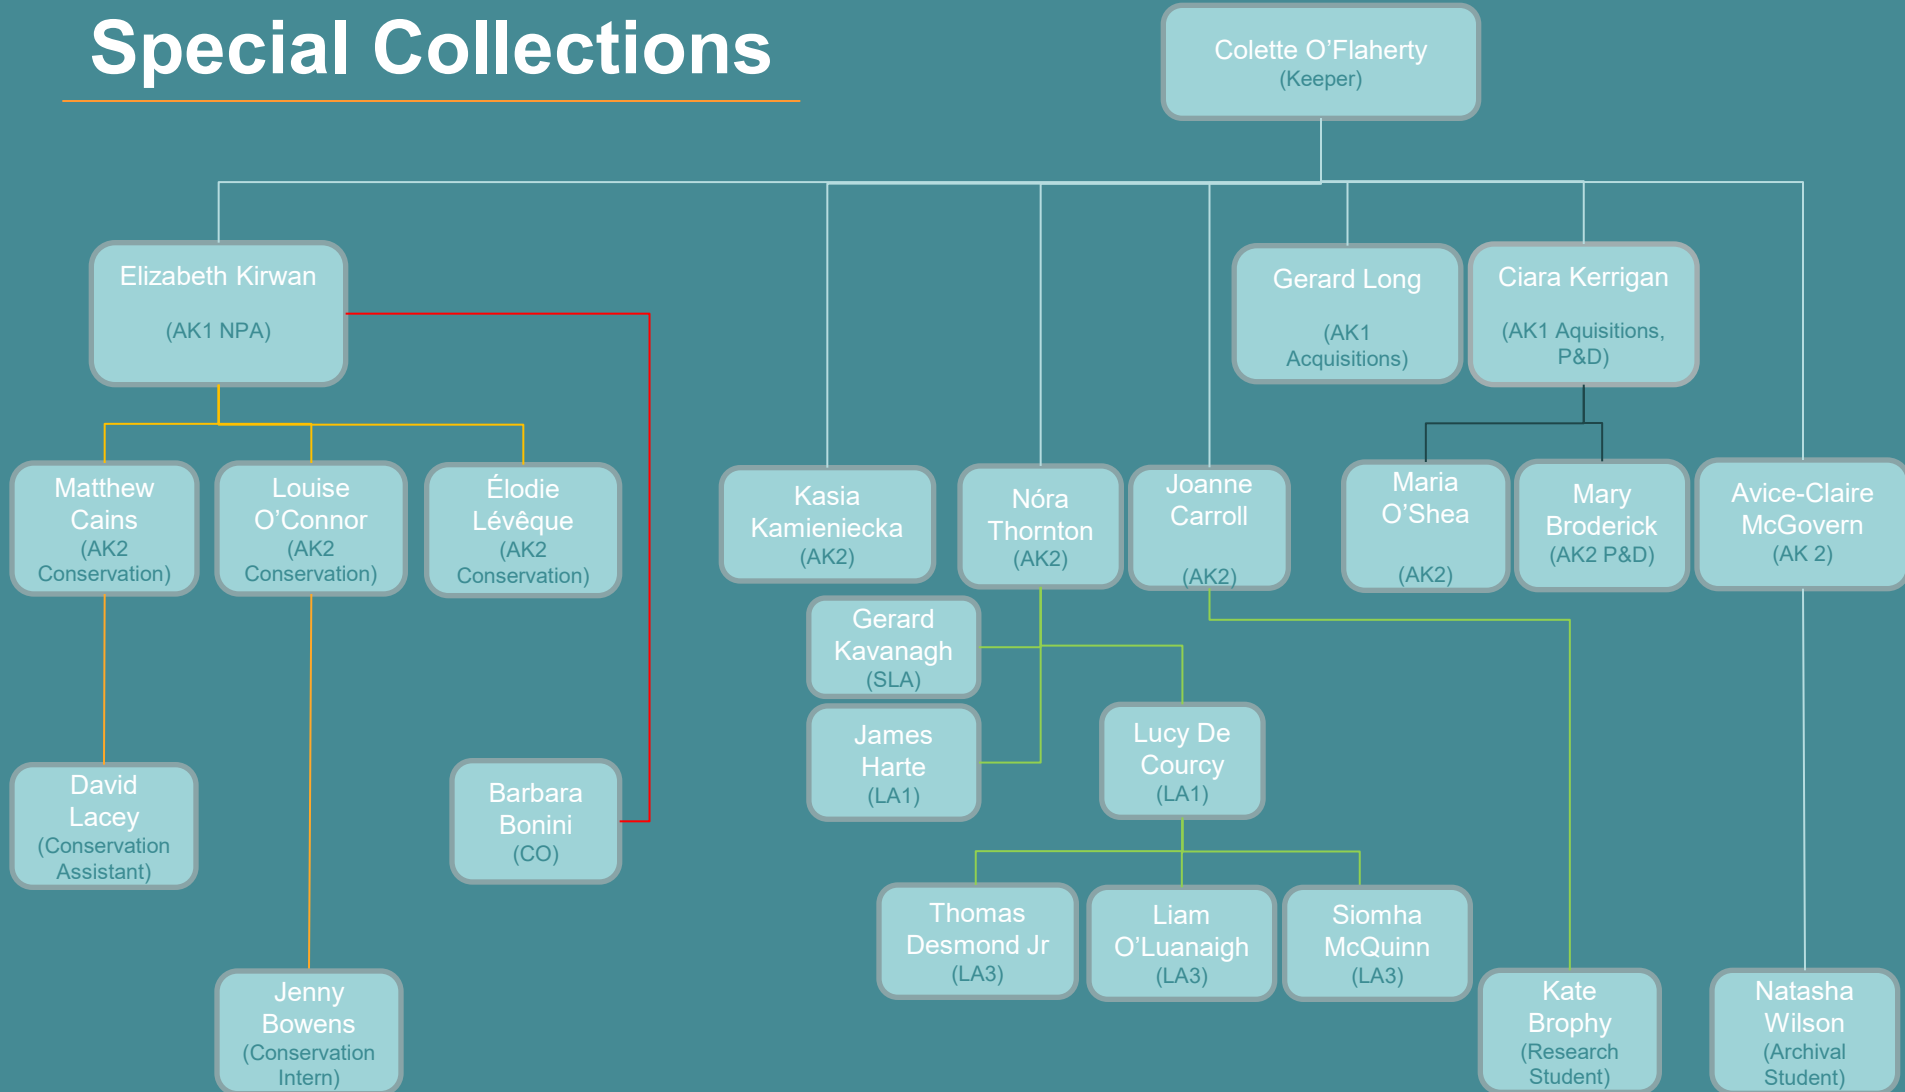 Special Collections
Colette O'Flaherty
(Keeper)
Elizabeth Kirwan
(AK1 NPA)
Gerard Long
(AK1
Acquisitions)
Ciara Kerrigan
(AK1 Aquisitions,
P&D)
Matthew
Cains
(AK2
Conservation)
Louise
O'Connor
(AK2
Conservation)
Élodie
Lévêque
(AK2
Conservation)
Kasia
Kamieniecka
(AK2)
Nóra
Thornton
(AK2)
Joanne
Carroll
(AK2)
Maria
O'Shea
(AK2)
Mary
Broderick
(AK2 P&D)
Avice-Claire
McGovern
(AK 2)
Gerard
Kavanagh
(SLA)
James
Harte
(LA1)
Lucy De
Courcy
(LA1)
David
Lacey
(Conservation
Assistant)
Barbara
Bonini
(CO)
Thomas
Desmond Jr
(LA3)
Liam
O'Luanaigh
(LA3)
Siomha
McQuinn
(LA3)
Jenny
Bowens
(Conservation
Intern)
Kate
Brophy
(Research
Student)
Natasha
Wilson
(Archival
Student)